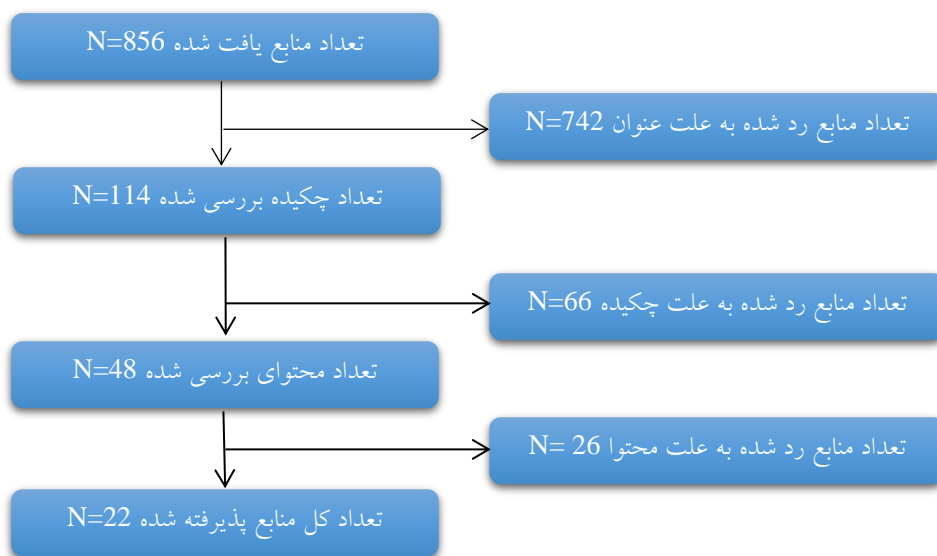 تعداد منابع یافت شده N=856
تعداد منابع رد شده به علت عنوان N=742
تعداد چکیده بررسی شده N=114
تعداد منابع رد شده به علت چکیده N=66
تعداد محتوای بررسی شده N=48
تعداد منابع رد شده به علت محتوا N= 26
تعداد کل منابع پذیرفته شده N=22